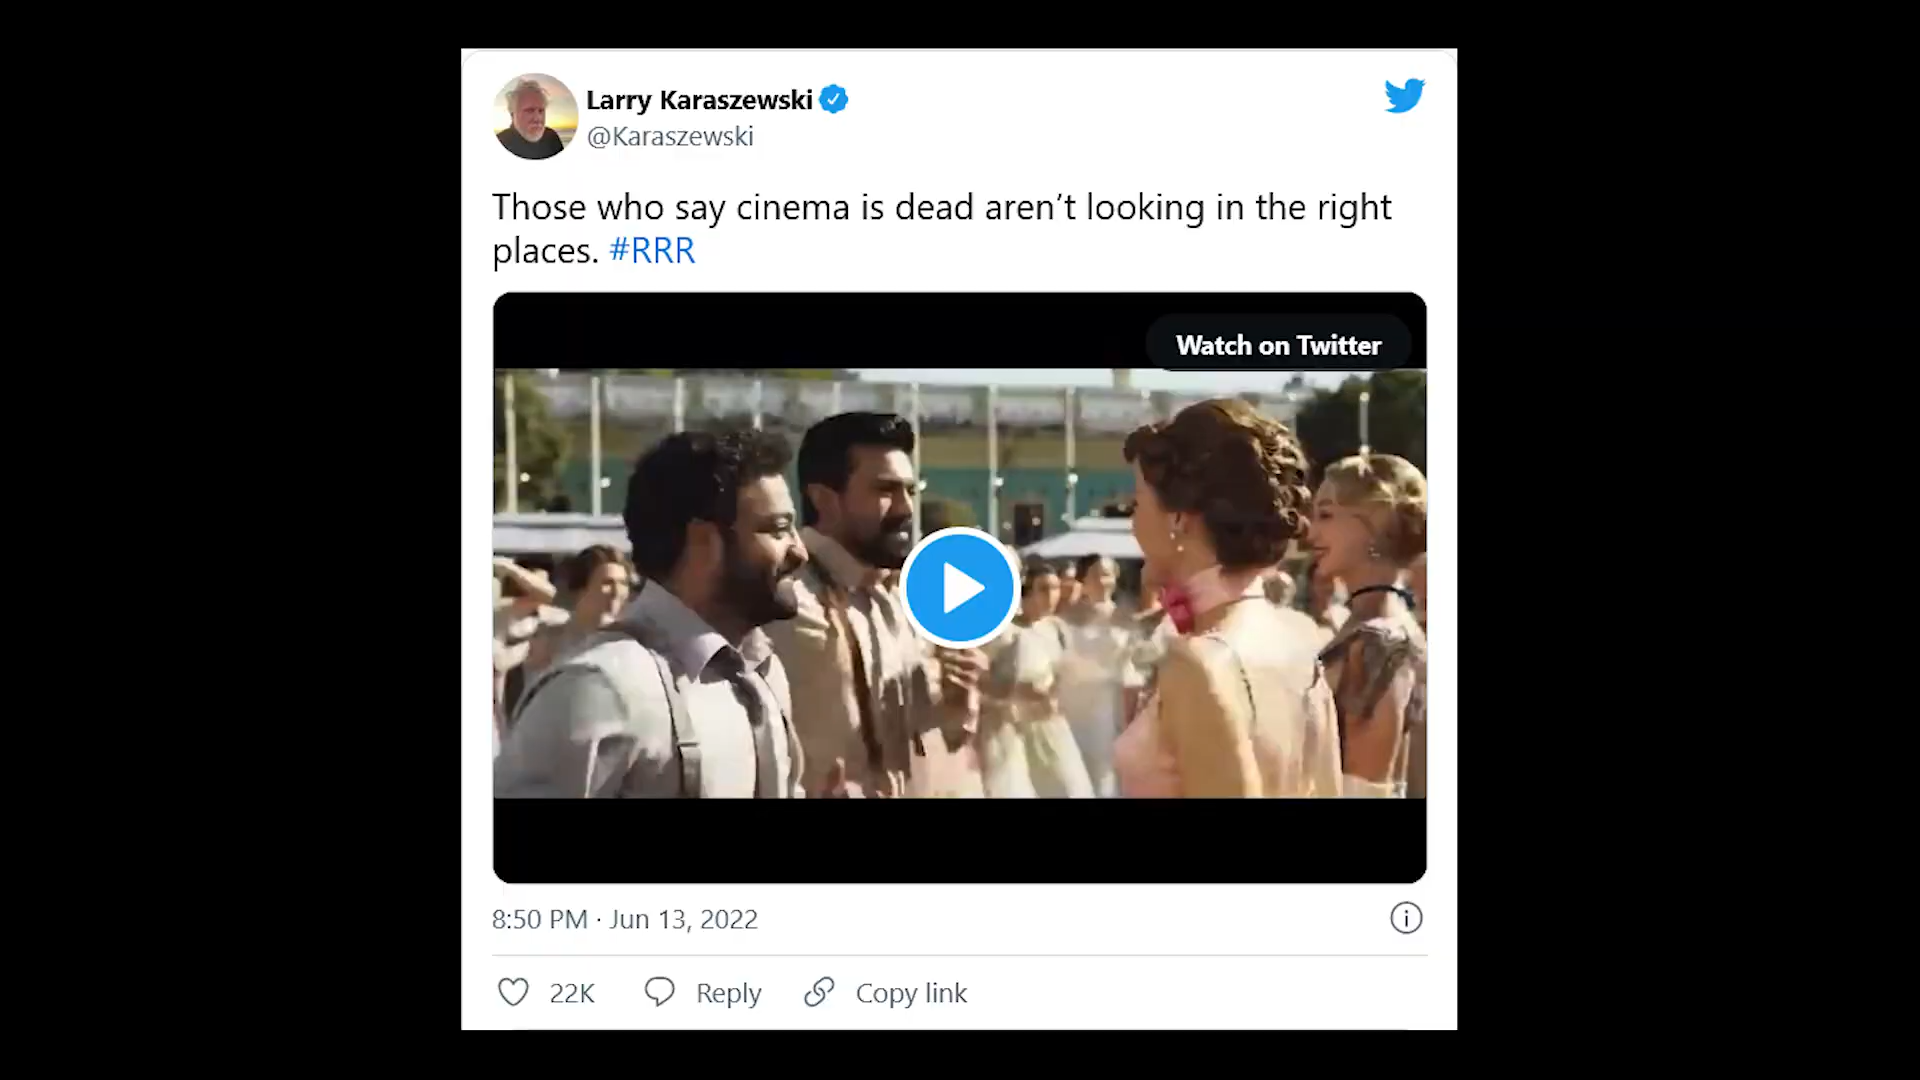 Larry Karaszewski
@Karaszewski
Those who say cinema is dead aren’t looking in the right
places. #RRR
Watch on Twitter
8:50 PM · Jun 13, 2022
22K Reply Copy link